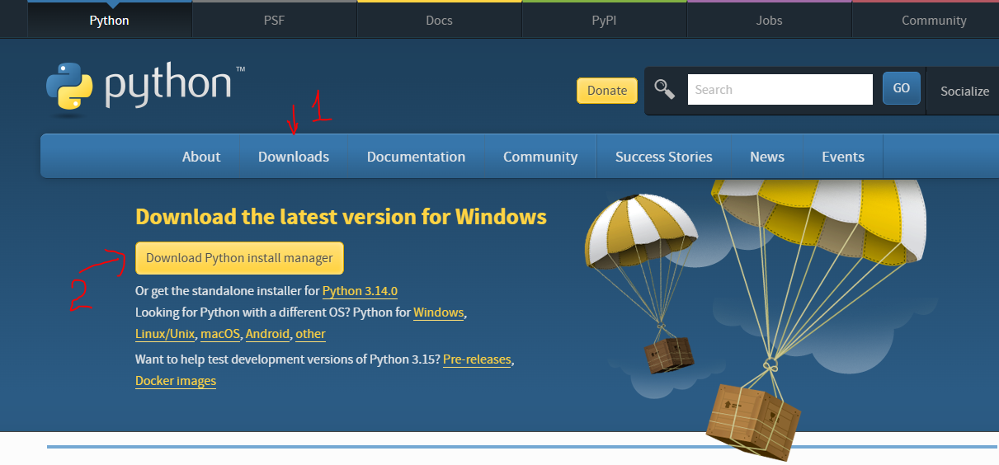 Python PSF Docs PyPI Jobs Community
python ™
Donate Search GO Socialize
1
About Downloads Documentation Community Success Stories News Events
Download the latest version for Windows
Download Python install manager
2
Or get the standalone installer for Python 3.14.0
Looking for Python with a different OS? Python for Windows,
Linux/Unix, macOS, Android, other
Want to help test development versions of Python 3.15? Pre-releases,
Docker images